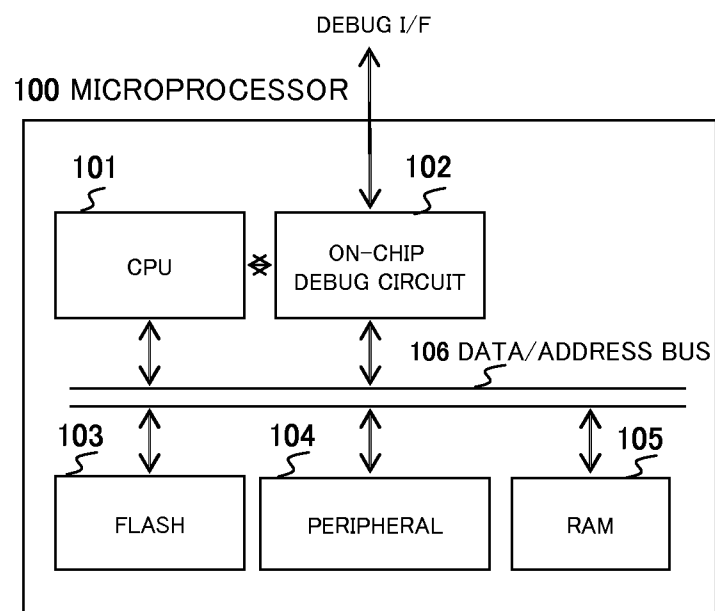 DEBUG I/F
100 MICROPROCESSOR
101
102
CPU
ON-CHIP
DEBUG CIRCUIT
106 DATA/ADDRESS BUS
103
104
105
FLASH
PERIPHERAL
RAM